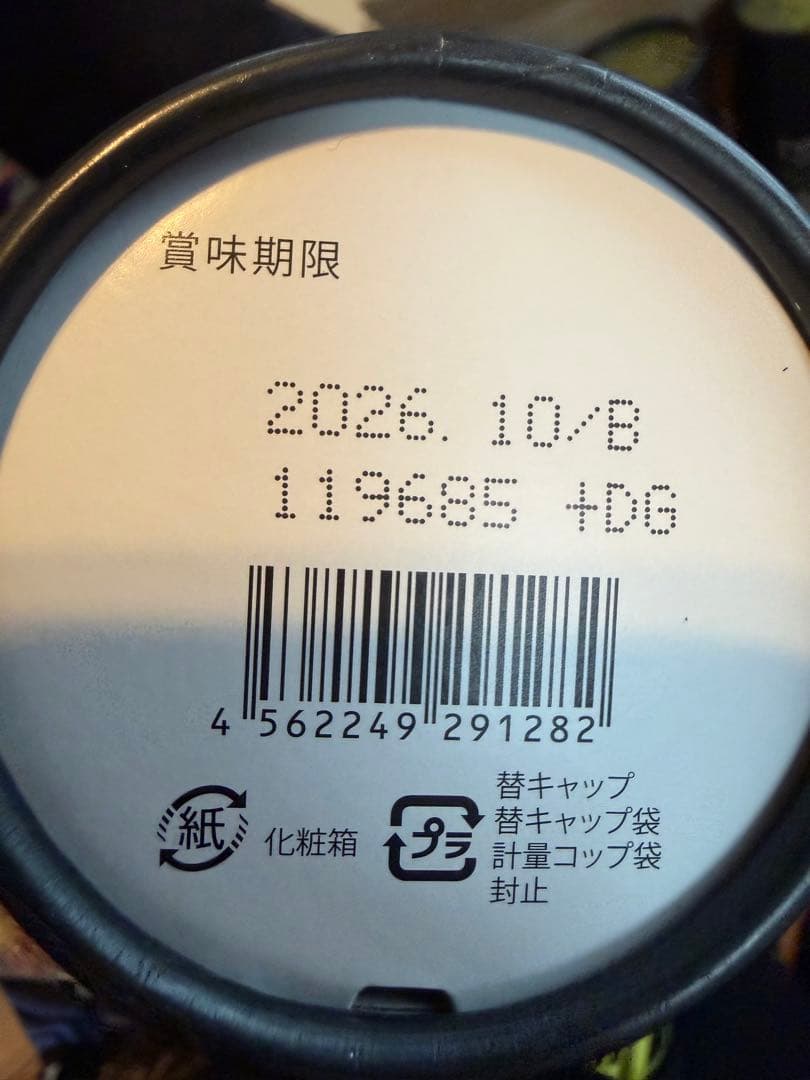 賞味期限
2026. 10/B
119685 +DG
4 562249 291282
紙 化粧箱
プラ
替キャップ
替キャップ袋
計量コップ袋
封止